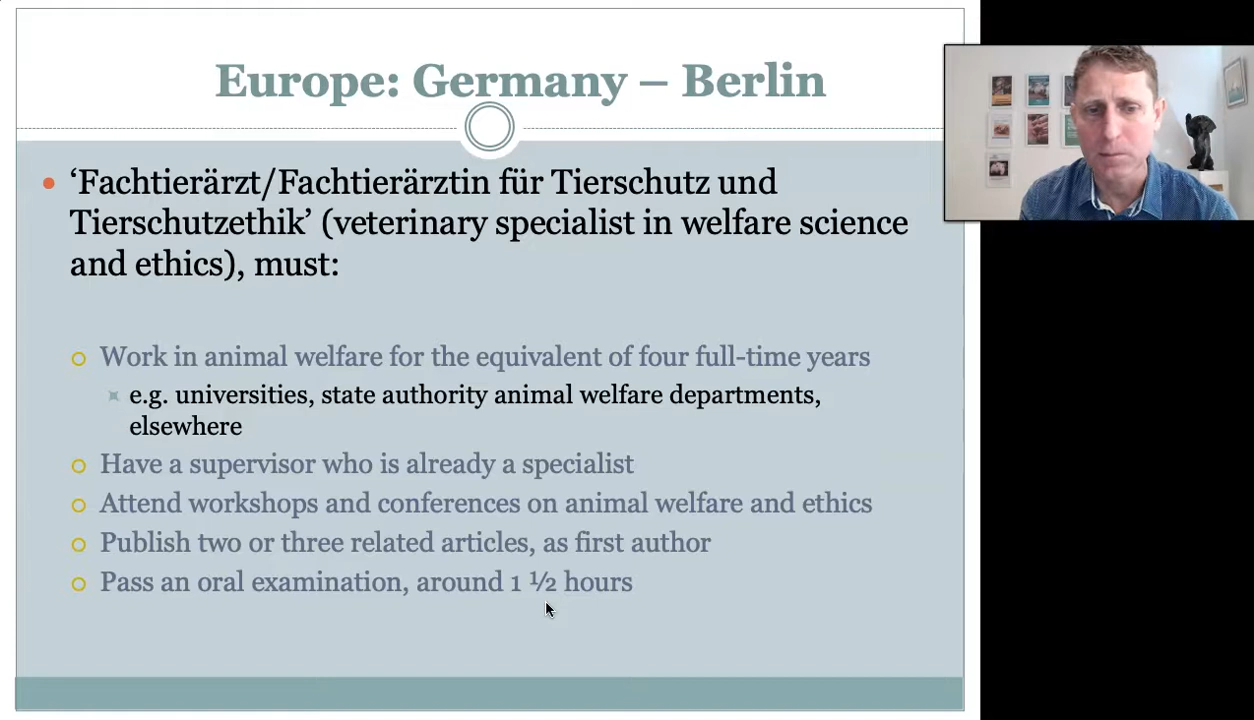 Europe: Germany – Berlin
‘Fachtierärzt/Fachtierärztin für Tierschutz und
Tierschutzethik’ (veterinary specialist in welfare science
and ethics), must:
Work in animal welfare for the equivalent of four full-time years
e.g. universities, state authority animal welfare departments,
elsewhere
Have a supervisor who is already a specialist
Attend workshops and conferences on animal welfare and ethics
Publish two or three related articles, as first author
Pass an oral examination, around 1 ½ hours